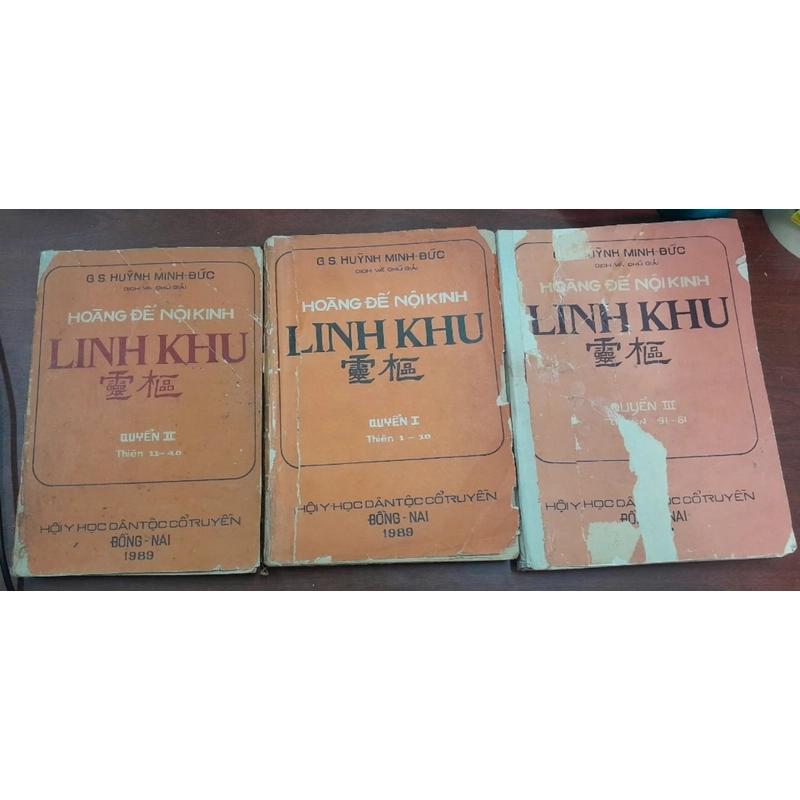 G.S. HUỲNH MINH-ĐỨC
DỊCH VÀ CHÚ GIẢI
HOÀNG ĐẾ NỘI KINH
LINH KHU
靈樞
QUYỂN II
Thiên 11-40
HỘI Y HỌC DÂN TỘC CỔ TRUYỀN
ĐỒNG-NAI
1989
G.S. HUỲNH MINH-ĐỨC
DỊCH VÀ CHÚ GIẢI
HOÀNG ĐẾ NỘI KINH
LINH KHU
靈樞
QUYỂN I
Thiên 1-10
HỘI Y HỌC DÂN TỘC CỔ TRUYỀN
ĐỒNG-NAI
1989
HUỲNH MINH-ĐỨC
DỊCH VÀ CHÚ GIẢI
HOÀNG ĐẾ NỘI KINH
LINH KHU
靈樞
QUYỂN III
HỘI Y HỌC DÂN TỘC CỔ TRUYỀN
NAI